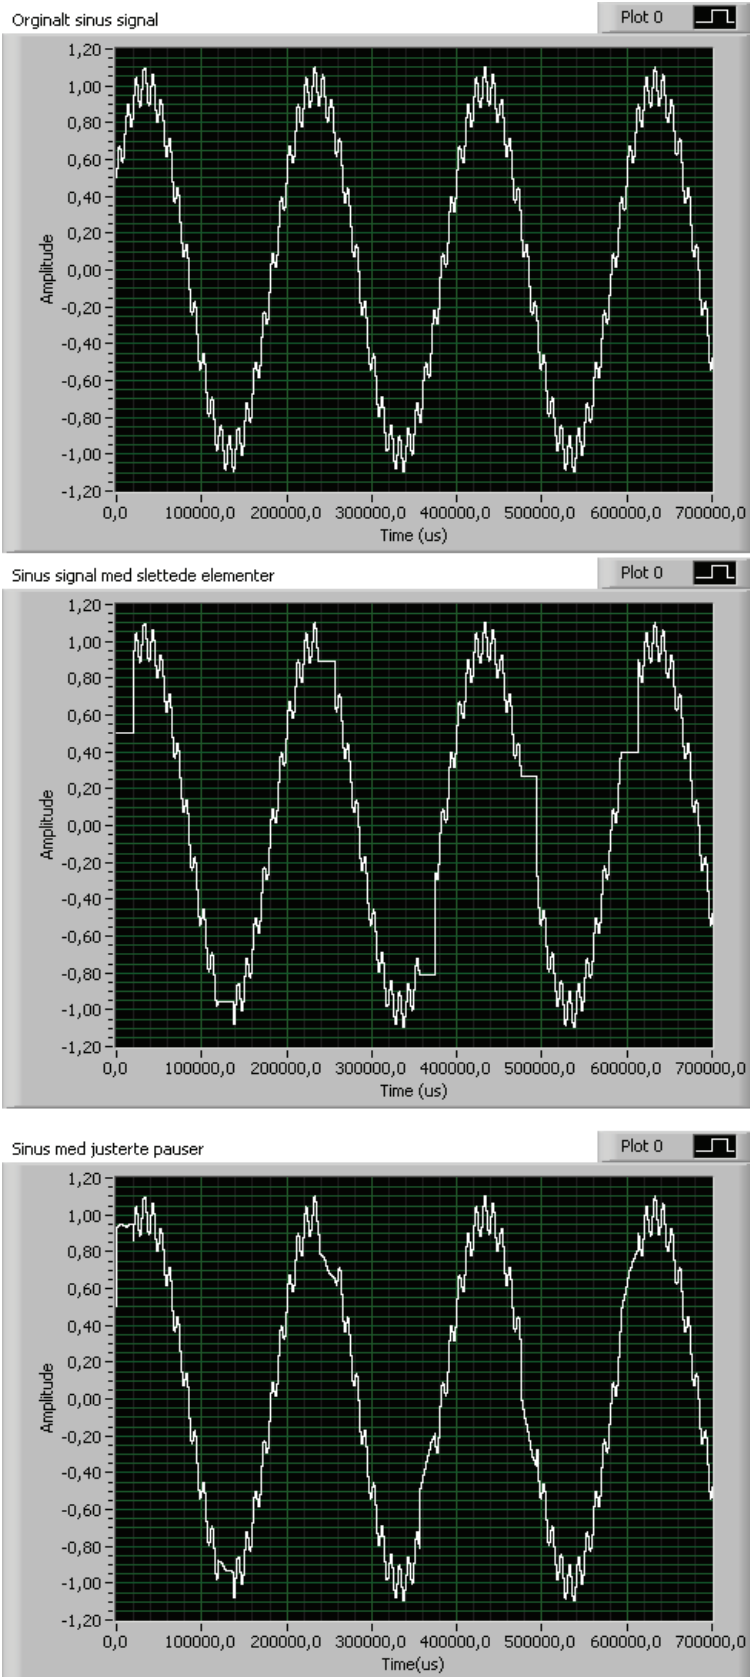 Orginalt sinus signal
Plot 0
1,20
1,00
0,80
0,60
0,40
0,20
0,00
-0,20
-0,40
-0,60
-0,80
-1,00
-1,20
Amplitude
0,0 100000,0 200000,0 300000,0 400000,0 500000,0 600000,0 700000,0
Time (us)
Sinus signal med slettede elementer
Plot 0
1,20
1,00
0,80
0,60
0,40
0,20
0,00
-0,20
-0,40
-0,60
-0,80
-1,00
-1,20
Amplitude
0,0 100000,0 200000,0 300000,0 400000,0 500000,0 600000,0 700000,0
Time (us)
Sinus med justerte pauser
Plot 0
1,20
1,00
0,80
0,60
0,40
0,20
0,00
-0,20
-0,40
-0,60
-0,80
-1,00
-1,20
Amplitude
0,0 100000,0 200000,0 300000,0 400000,0 500000,0 600000,0 700000,0
Time(us)